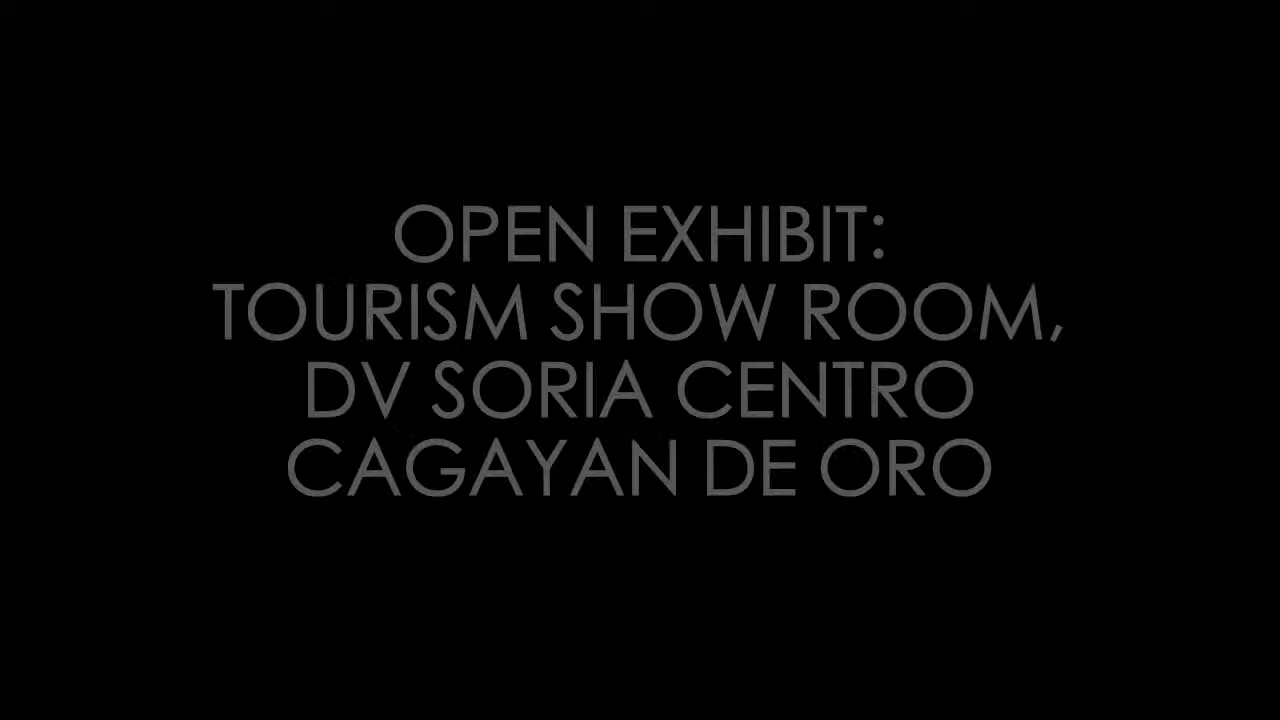 OPEN EXHIBIT:
TOURISM SHOW ROOM,
DV SORIA CENTRO
CAGAYAN DE ORO